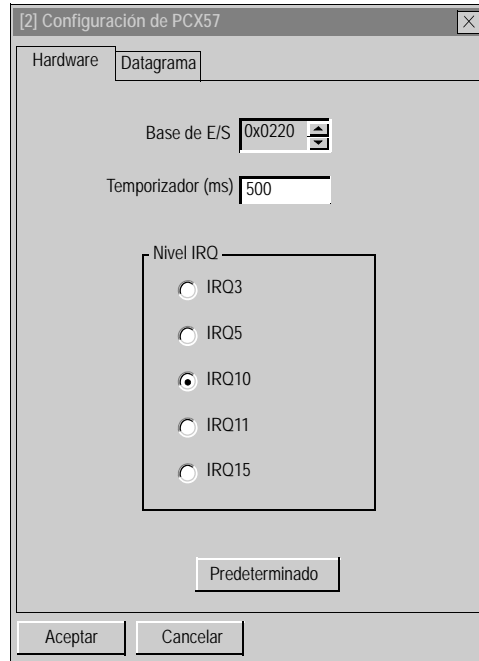 [2] Configuración de PCX57
Hardware Datagrama
Base de E/S 0x0220
Temporizador (ms) 500
Nivel IRQ
IRQ3
IRQ5
IRQ10
IRQ11
IRQ15
Predeterminado
Aceptar Cancelar